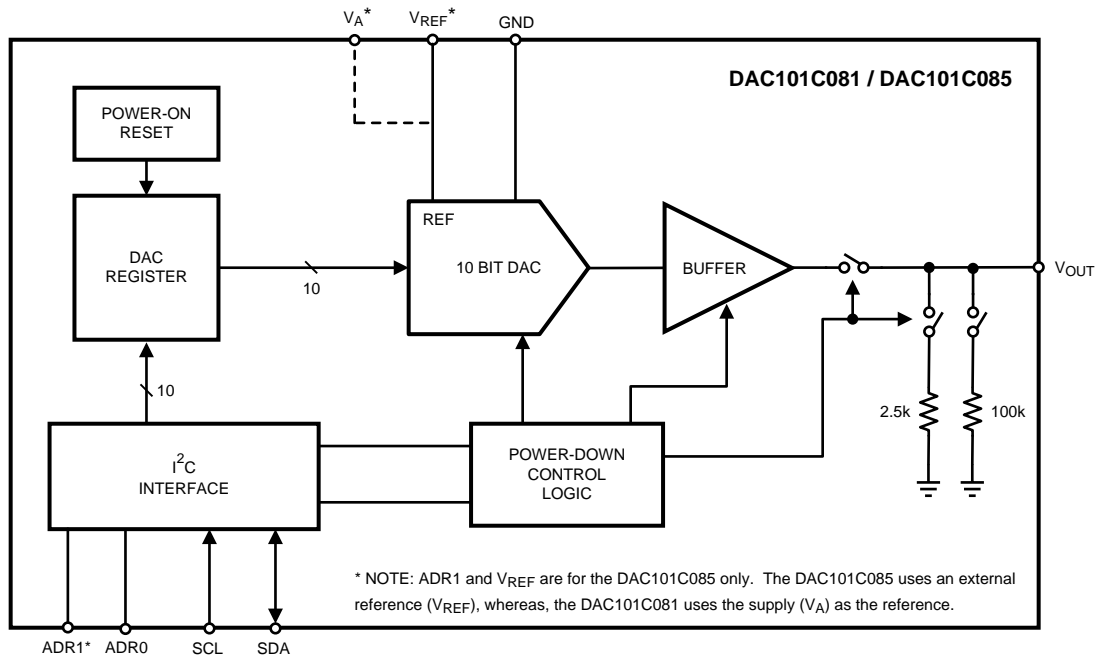 VA* VREF* GND
DAC101C081 / DAC101C085
POWER-ON
RESET
DAC
REGISTER
10
REF
10 BIT DAC
BUFFER
VOUT
10
2.5k
100k
I2C
INTERFACE
POWER-DOWN
CONTROL
LOGIC
* NOTE: ADR1 and VREF are for the DAC101C085 only. The DAC101C085 uses an external
reference (VREF), whereas, the DAC101C081 uses the supply (VA) as the reference.
ADR1* ADR0 SCL SDA